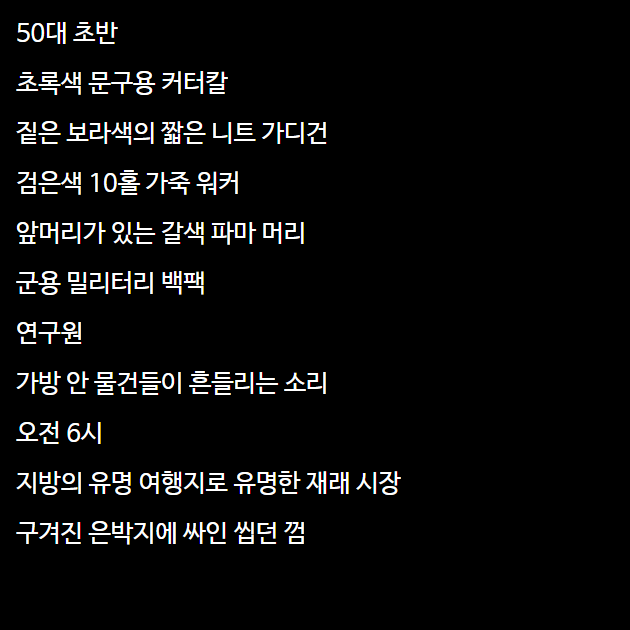 50대 초반
초록색 문구용 커터칼
짙은 보라색의 짧은 니트 가디건
검은색 10홀 가죽 워커
앞머리가 있는 갈색 파마 머리
군용 밀리터리 백팩
연구원
가방 안 물건들이 흔들리는 소리
오전 6시
지방의 유명 여행지로 유명한 재래 시장
구겨진 은박지에 싸인 씹던 껌